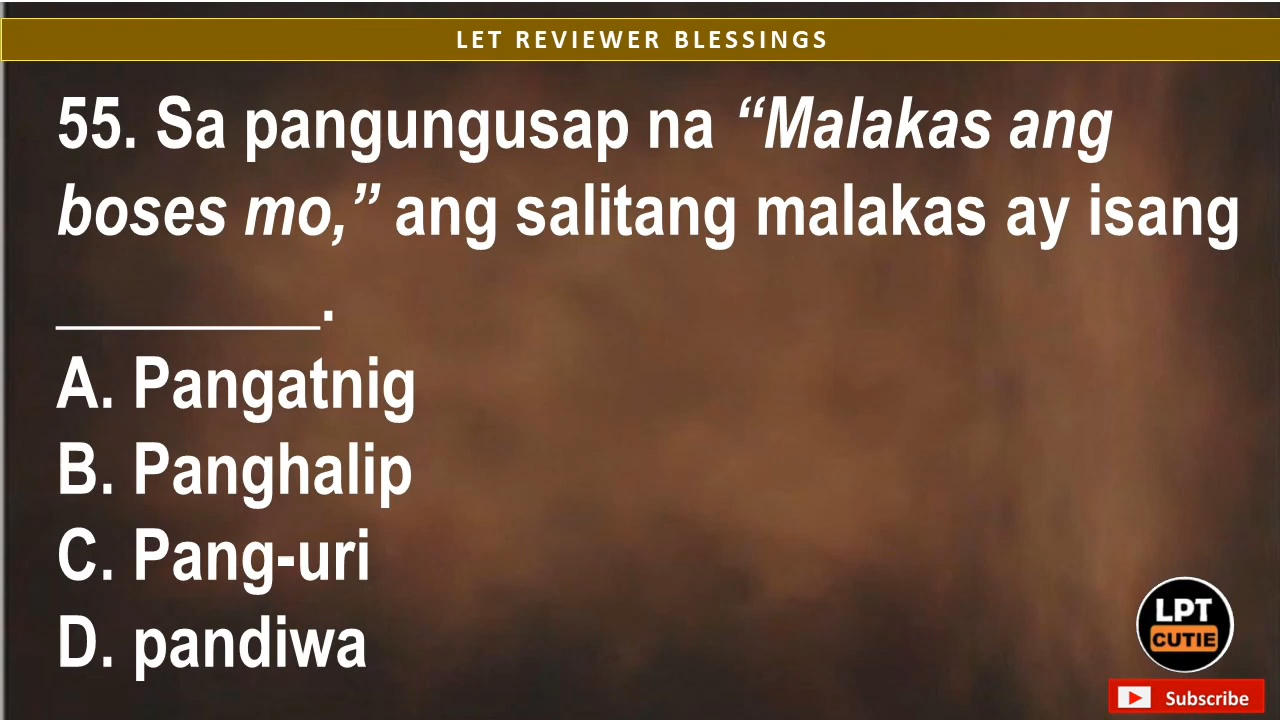 LET REVIEWER BLESSINGS
55. Sa pangungusap na “Malakas ang
boses mo,” ang salitang malakas ay isang
_________.
A. Pangatnig
B. Panghalip
C. Pang-uri
D. pandiwa
LPT
CUTIE
Subscribe